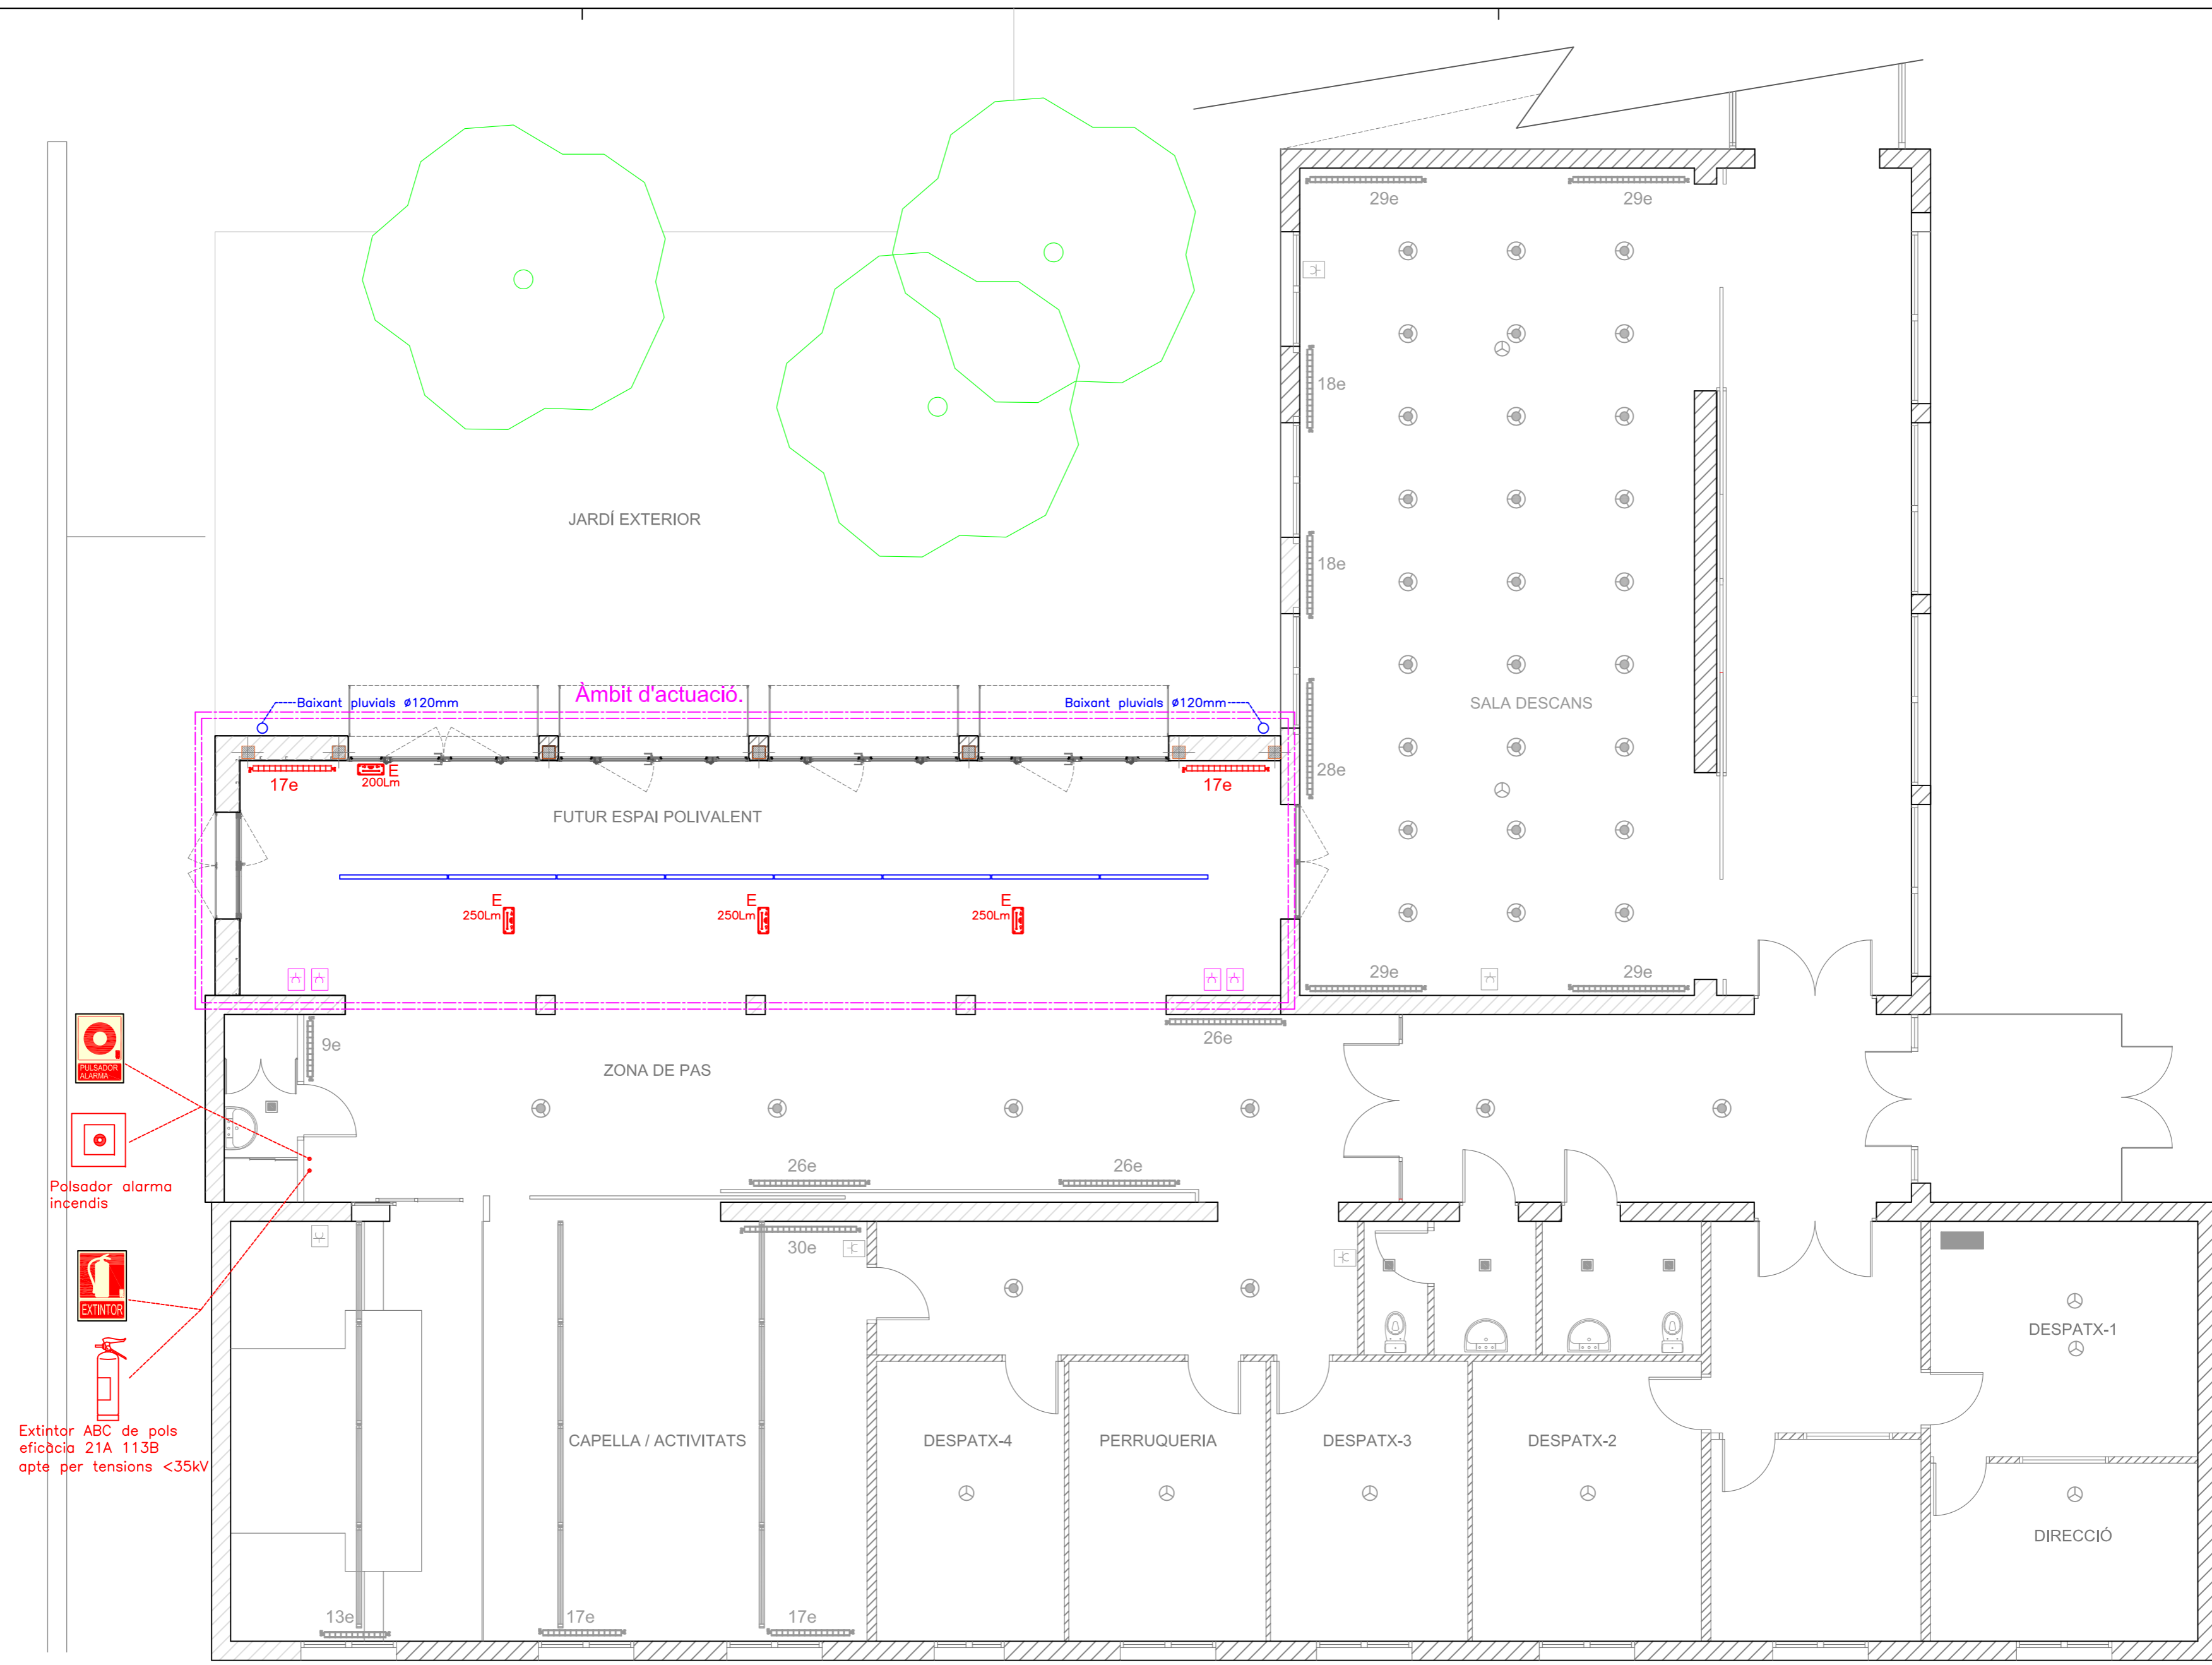 29e
29e
18e
JARDÍ EXTERIOR
18e
Àmbit d'actuació.
Baixant pluvials Ø120mm
Baixant pluvials Ø120mm
SALA DESCANS
28e
17e
E
200Lm
17e
FUTUR ESPAI POLIVALENT
E
250Lm
E
250Lm
E
250Lm
29e
29e
9e
26e
PULSADOR
ALARMA
ZONA DE PAS
26e
26e
Polsador alarma
incendis
30e
EXTINTOR
DESPATX-1
Extintor ABC de pols
eficàcia 21A 113B
apte per tensions <35kV
CAPELLA / ACTIVITATS
DESPATX-4
PERRUQUERIA
DESPATX-3
DESPATX-2
DIRECCIÓ
13e
17e
17e